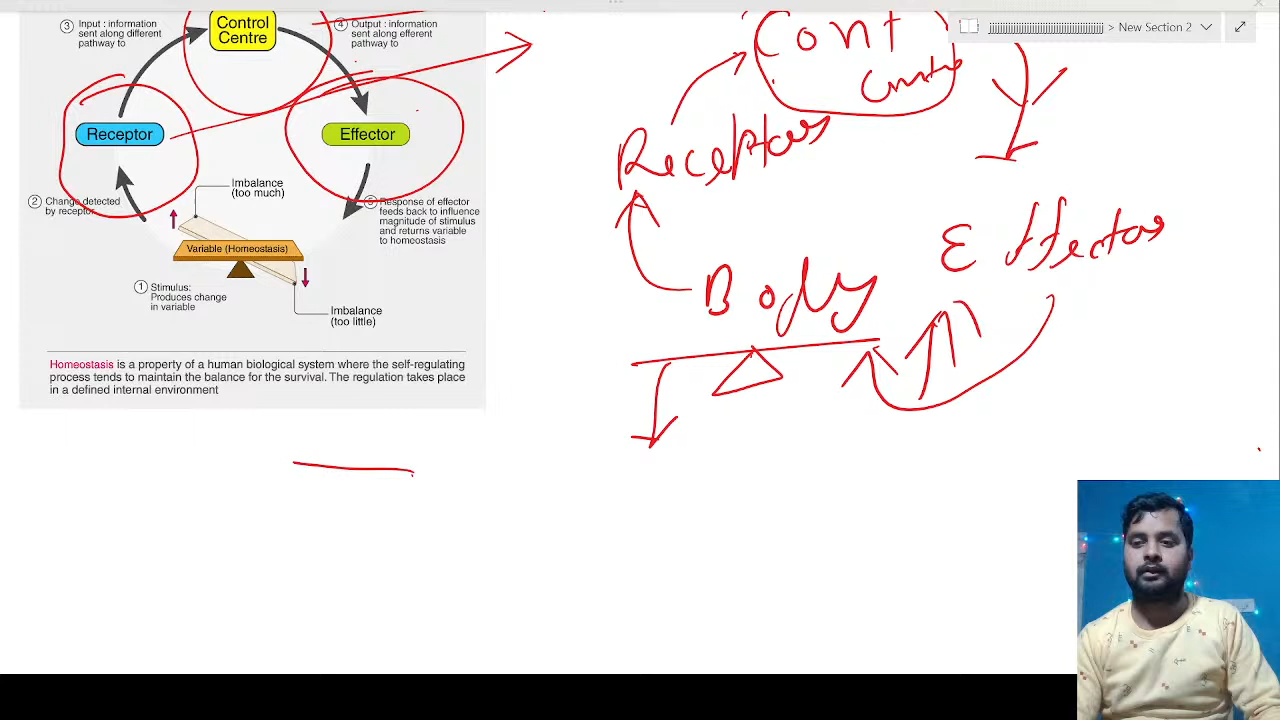 ③ Input : information
sent along different
pathway to
Control
Centre
④ Output : information
sent along efferent
pathway to
Receptor
Effector
Imbalance
(too much)
② Change detected
by receptor
⑤ Response of effector
feeds back to influence
magnitude of stimulus
and returns variable
to homeostasis
Variable (Homeostasis)
① Stimulus:
Produces change
in variable
Imbalance
(too little)
Homeostasis is a property of a human biological system where the self-regulating
process tends to maintain the balance for the survival. The regulation takes place
in a defined internal environment
Cont
Receptor
Effector
Body
> New Section 2